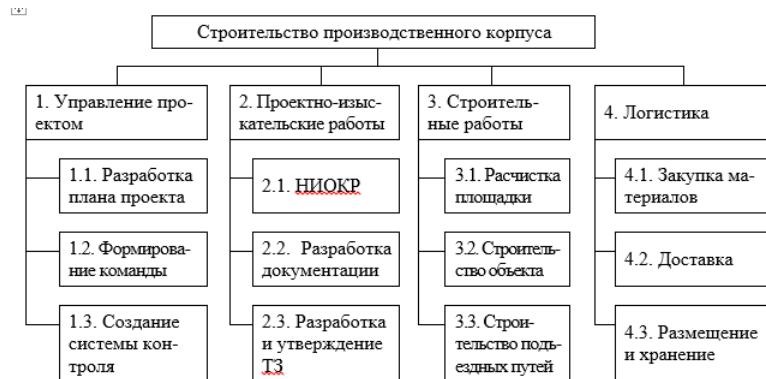 Строительство производственного корпуса
1. Управление про-
ектом
1.1. Разработка
плана проекта
1.2. Формирова-
ние команды
1.3. Создание
системы кон-
троля
2. Проектно-изыс-
кательские работы
2.1. НИОКР
2.2. Разработка
документации
2.3. Разработка
и утверждение
ТЗ
3. Строитель-
ные работы
3.1. Расчистка
площадки
3.2. Строитель-
ство объекта
3.3. Строи-
тельство подъ-
ездных путей
4. Логистика
4.1. Закупка ма-
териалов
4.2. Доставка
4.3. Размещение
и хранение